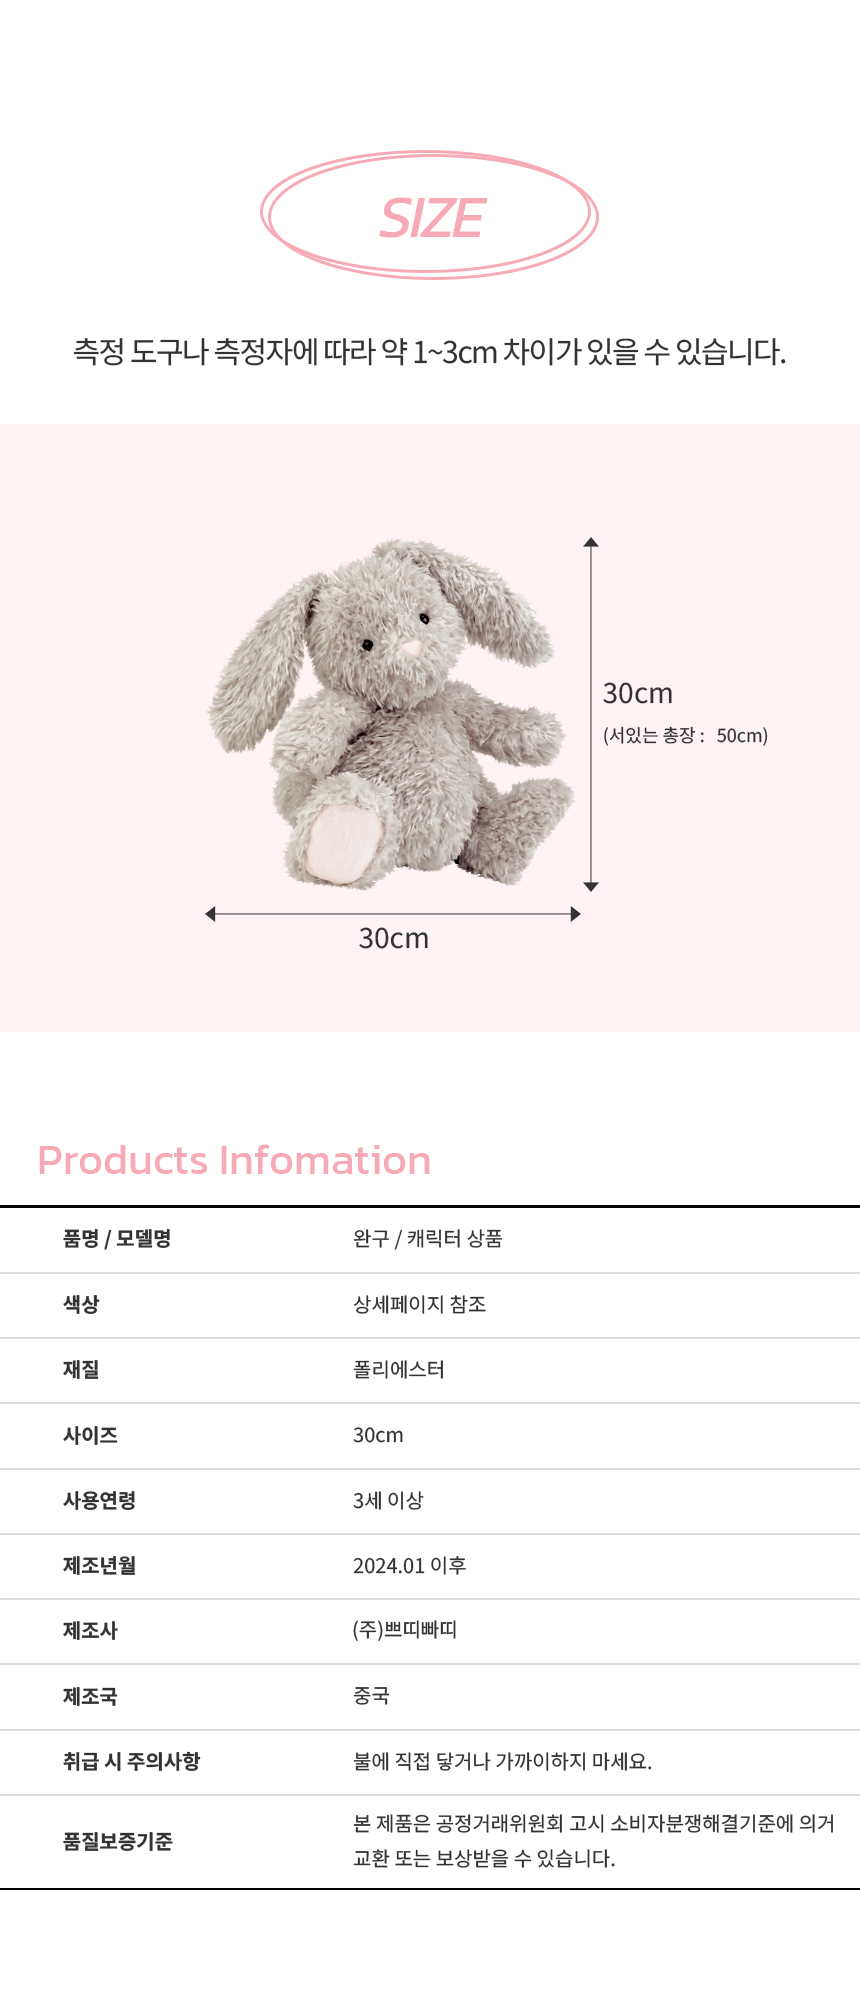 SIZE
측정 도구나 측정자에 따라 약 1~3cm 차이가 있을 수 있습니다.
30cm
(서있는 총장 : 50cm)
30cm
Products Infomation
품명 / 모델명 완구 / 캐릭터 상품
색상 상세페이지 참조
재질 폴리에스터
사이즈 30cm
사용연령 3세 이상
제조년월 2024.01 이후
제조사 (주)쁘띠빠띠
제조국 중국
취급 시 주의사항 불에 직접 닿거나 가까이하지 마세요.
품질보증기준 본 제품은 공정거래위원회 고시 소비자분쟁해결기준에 의거
교환 또는 보상받을 수 있습니다.